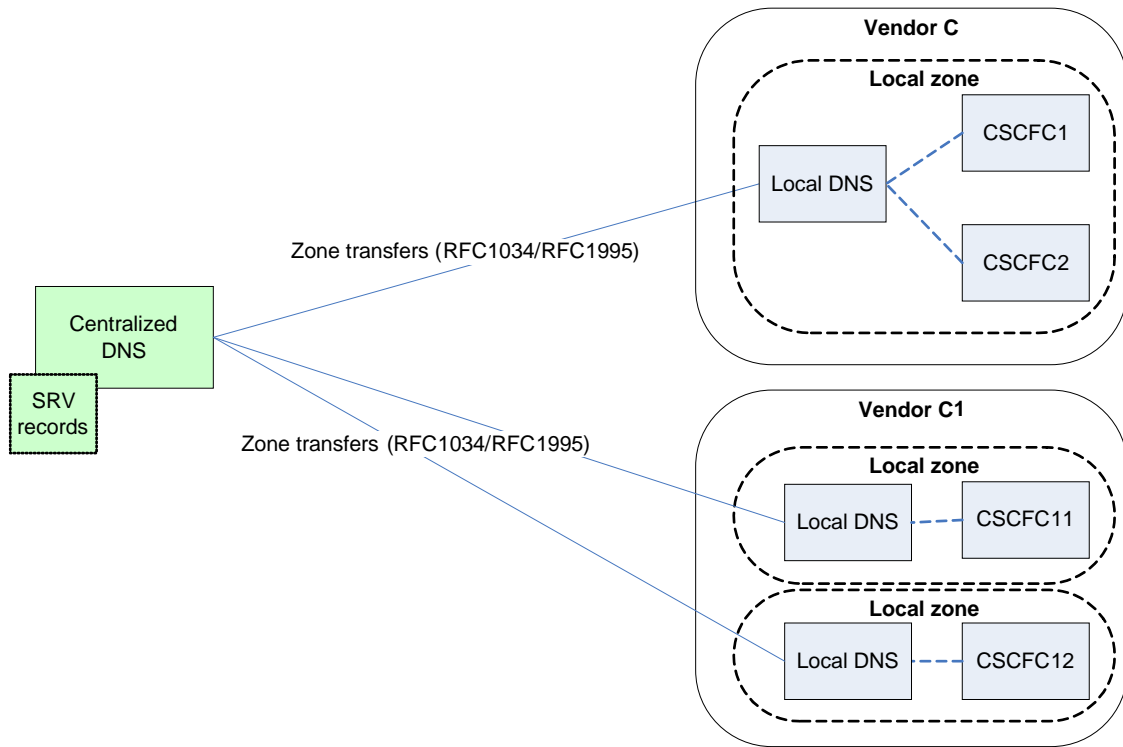 Vendor C
Local zone
CSCFC1
Local DNS
CSCFC2
Zone transfers (RFC1034/RFC1995)
Centralized
DNS
SRV
records
Zone transfers (RFC1034/RFC1995)
Vendor C1
Local zone
Local DNS
CSCFC11
Local zone
Local DNS
CSCFC12